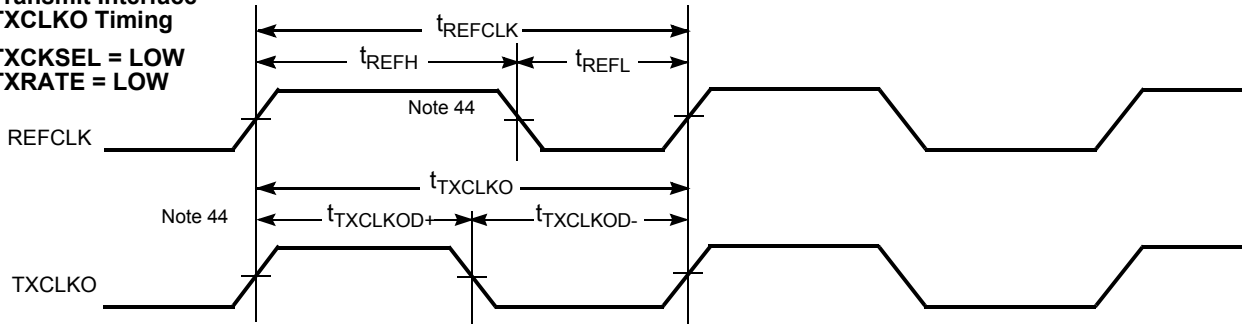 Transmit Interface
TXCLKO Timing
TXCKSEL = LOW
TXRATE = LOW
tREFCLK
tREFH
tREFL
Note 44
REFCLK
tTXCLKO
Note 44
tTXCLKOD+
tTXCLKOD-
TXCLKO